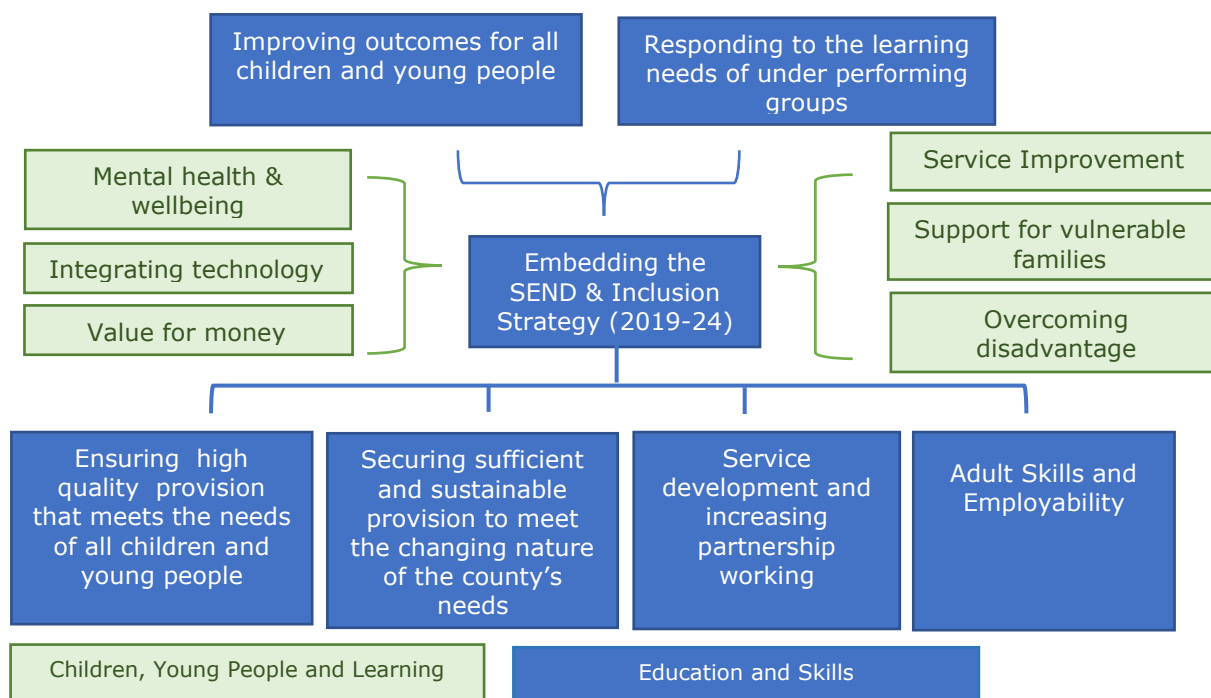 Improving outcomes for all
children and young people
Responding to the learning
needs of under performing
groups
Mental health &
wellbeing
Integrating technology
Value for money
Embedding the
SEND & Inclusion
Strategy (2019-24)
Service Improvement
Support for vulnerable
families
Overcoming
disadvantage
Ensuring high
quality provision
that meets the needs
of all children and
young people
Securing sufficient
and sustainable
provision to meet
the changing nature
of the county’s
needs
Service
development and
increasing
partnership
working
Adult Skills and
Employability
Children, Young People and Learning
Education and Skills